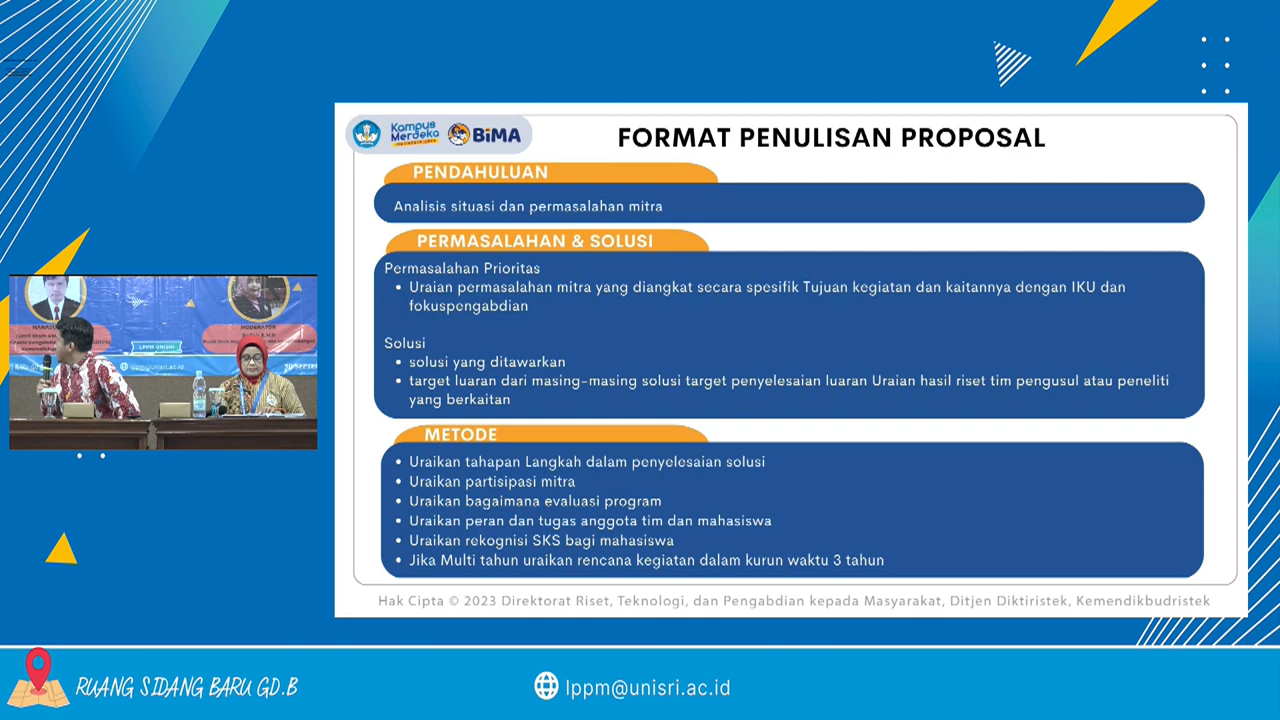 Kampus
Merdeka
BiMA
FORMAT PENULISAN PROPOSAL
PENDAHULUAN
Analisis situasi dan permasalahan mitra
PERMASALAHAN & SOLUSI
Permasalahan Prioritas
• Uraian permasalahan mitra yang diangkat secara spesifik Tujuan kegiatan dan kaitannya dengan IKU dan
fokuspengabdian
Solusi
• solusi yang ditawarkan
• target luaran dari masing-masing solusi target penyelesaian luaran Uraian hasil riset tim pengusul atau peneliti
yang berkaitan
METODE
• Uraikan tahapan Langkah dalam penyelesaian solusi
• Uraikan partisipasi mitra
• Uraikan bagaimana evaluasi program
• Uraikan peran dan tugas anggota tim dan mahasiswa
• Uraikan rekognisi SKS bagi mahasiswa
• Jika Multi tahun uraikan rencana kegiatan dalam kurun waktu 3 tahun
Hak Cipta © 2023 Direktorat Riset, Teknologi, dan Pengabdian kepada Masyarakat, Ditjen Diktiristek, Kemendikbudristek
MODERATOR
LPPM UNISRI
lppm@unisri.ac.id
RUANG SIDANG BARU GD.B
lppm@unisri.ac.id